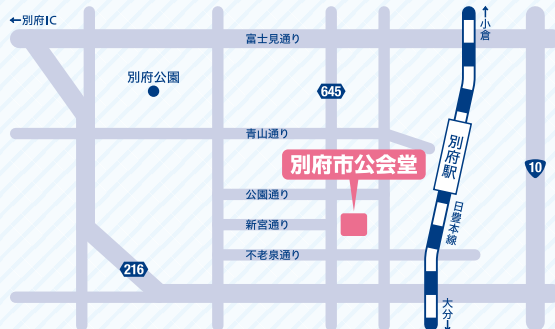 ←別府IC
↑小倉
富士見通り
別府公園
645
青山通り
別府駅
別府市公会堂
10
公園通り
日豊本線
新宮通り
不老泉通り
216
大分↓